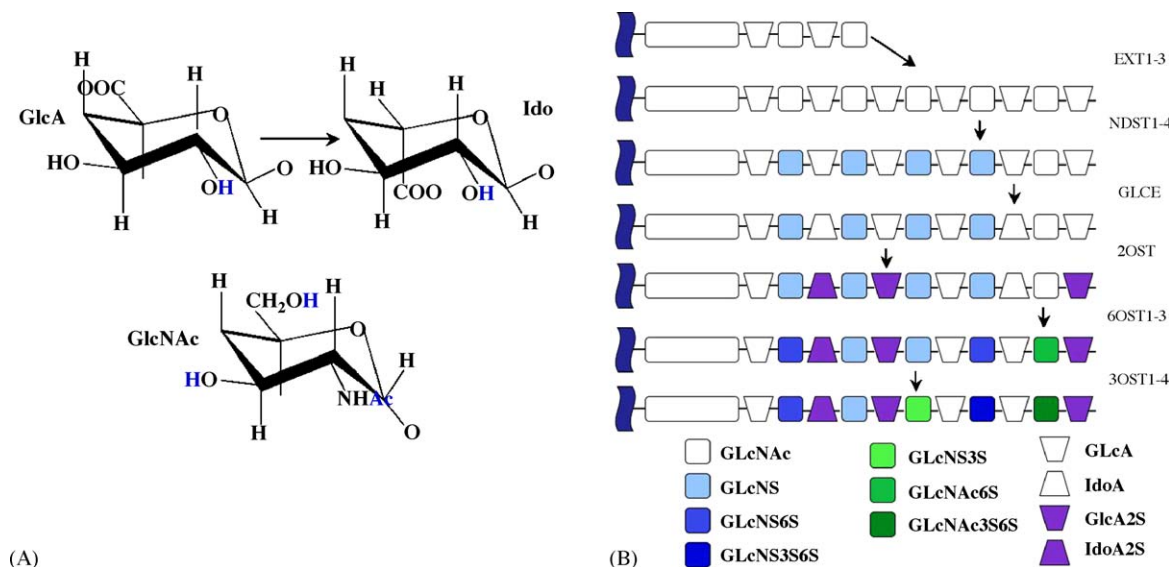 H
H
OOC
O
GlcA
HO
OH
H
H
O
H
H
H
O
Ido
HO
COO
OH
H
O
H
H
CH2OH
O
GlcNAc
H
HO
NHAc
H
O
(A)
EXT1-3
NDST1-4
GLCE
2OST
6OST1-3
3OST1-4
GLcNAc
GLcNS
GLcNS6S
GLcNS3S6S
GLcNS3S
GLcNAc6S
GLcNAc3S6S
GLcA
IdoA
GlcA2S
IdoA2S
(B)